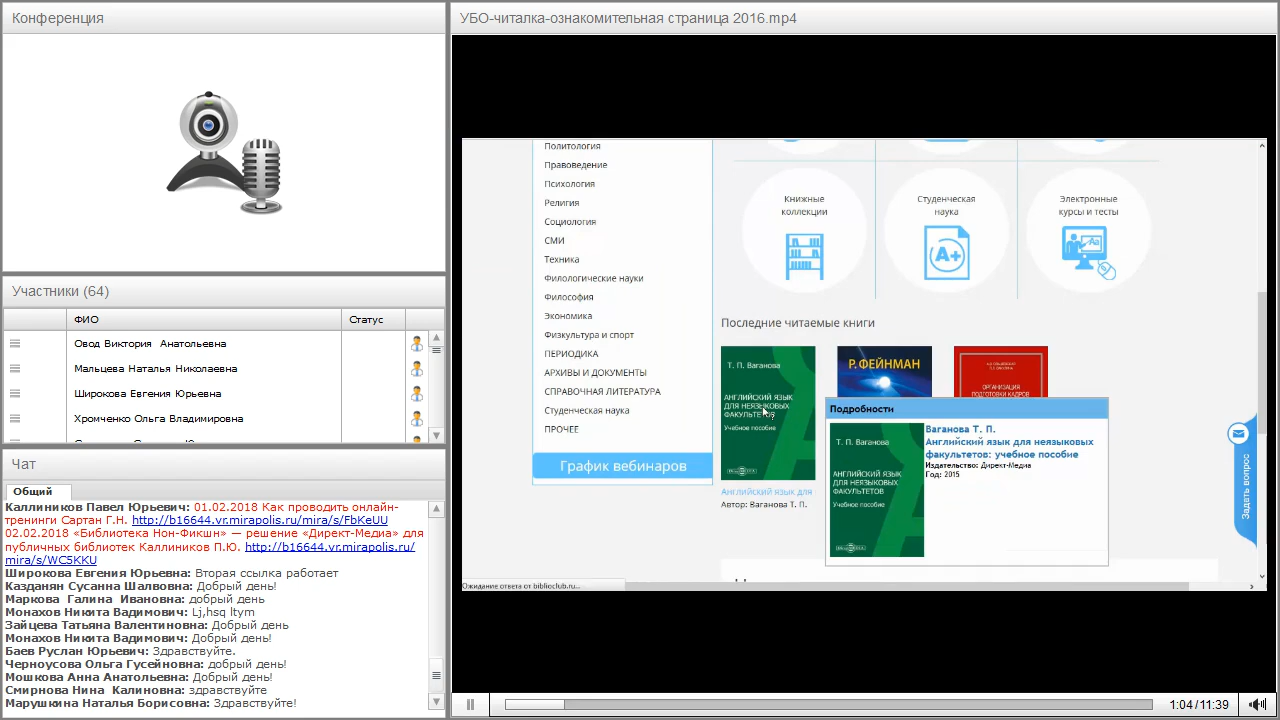 Конференция
УБО-читалка-ознакомительная страница 2016.mp4
Участники (64)
ФИО Статус
Овод Виктория Анатольевна
Мальцева Наталья Николаевна
Широкова Евгения Юрьевна
Хромченко Ольга Владимировна
Чат
Общий
Каллиников Павел Юрьевич: 01.02.2018 Как проводить онлайн-
тренинги Сартан Г.Н. http://b16644.vr.mirapolis.ru/mira/s/FbKeUU
02.02.2018 «Библиотека Нон-Фикшн» — решение «Директ-Медиа» для
публичных библиотек Каллиников П.Ю. http://b16644.vr.mirapolis.ru/
mira/s/WC5KKU
Широкова Евгения Юрьевна: Вторая ссылка работает
Казданян Сусанна Шалвовна: Добрый день!
Маркова Галина Ивановна: добрый день
Монахов Никита Вадимович: Lj,hsq ltym
Зайцева Татьяна Валентиновна: Добрый день
Монахов Никита Вадимович: Добрый день!
Баев Руслан Юрьевич: Здравствуйте.
Черноусова Ольга Гусейновна: добрый день!
Мошкова Анна Анатольевна: Добрый день!
Смирнова Нина Калиновна: здравствуйте
Марушкина Наталья Борисовна: Здравствуйте!
Политология
Правоведение
Психология
Религия
Социология
СМИ
Техника
Филологические науки
Философия
Экономика
Физкультура и спорт
ПЕРИОДИКА
АРХИВЫ И ДОКУМЕНТЫ
СПРАВОЧНАЯ ЛИТЕРАТУРА
Студенческая наука
ПРОЧЕЕ
График вебинаров
Книжные
коллекции
Студенческая
наука
A+
Электронные
курсы и тесты
Aa
Последние читаемые книги
Т. П. Ваганова
АНГЛИЙСКИЙ ЯЗЫК
ДЛЯ НЕЯЗЫКОВЫХ
ФАКУЛЬТЕТОВ
Учебное пособие
Английский язык для
Автор: Ваганова Т. П.
Р. ФЕЙНМАН
ОРГАНИЗАЦИЯ
ПОДГОТОВКИ КАДРОВ
Подробности
Т. П. Ваганова
АНГЛИЙСКИЙ ЯЗЫК
ДЛЯ НЕЯЗЫКОВЫХ
ФАКУЛЬТЕТОВ
Учебное пособие
Ваганова Т. П.
Английский язык для неязыковых
факультетов: учебное пособие
Издательство: Директ-Медиа
Год: 2015
Задать вопрос
Ожидание ответа от biblioclub.ru...
1:04 / 11:39